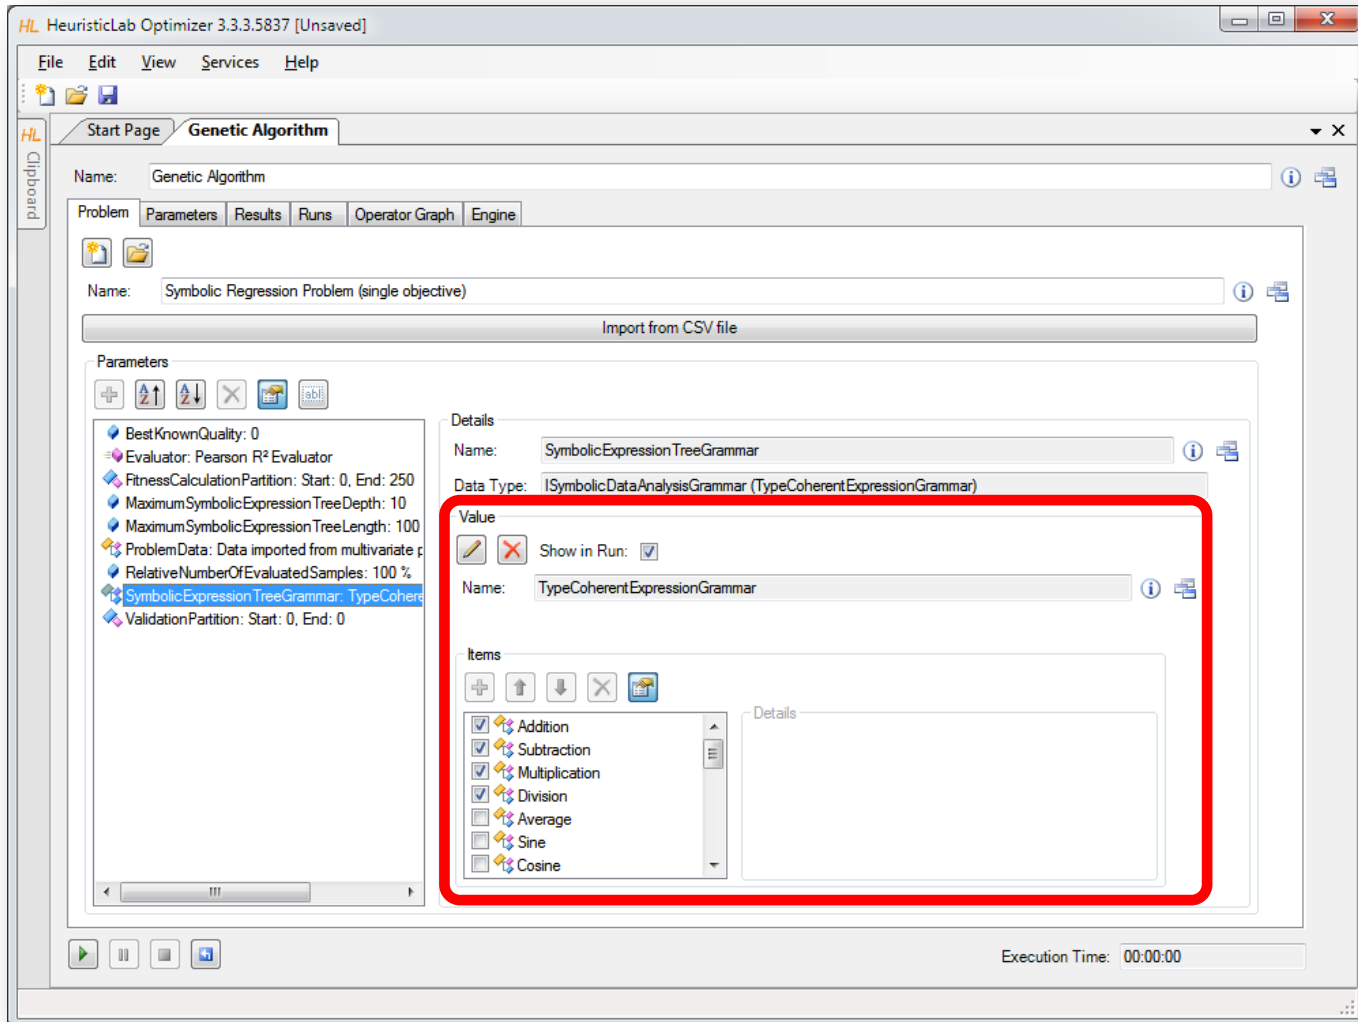 HL HeuristicLab Optimizer 3.3.3.5837 [Unsaved]
File Edit View Services Help
HL Clipboard
Start Page Genetic Algorithm
Name: Genetic Algorithm
Problem Parameters Results Runs Operator Graph Engine
Name: Symbolic Regression Problem (single objective)
Import from CSV file
Parameters
BestKnownQuality: 0
Evaluator: Pearson R² Evaluator
FitnessCalculationPartition: Start: 0, End: 250
MaximumSymbolicExpressionTreeDepth: 10
MaximumSymbolicExpressionTreeLength: 100
ProblemData: Data imported from multivariate p
RelativeNumberOfEvaluatedSamples: 100 %
SymbolicExpressionTreeGrammar: TypeCohere
ValidationPartition: Start: 0, End: 0
Details
Name: SymbolicExpressionTreeGrammar
Data Type: ISymbolicDataAnalysisGrammar (TypeCoherentExpressionGrammar)
Value
Show in Run:
Name: TypeCoherentExpressionGrammar
Items
Addition
Subtraction
Multiplication
Division
Average
Sine
Cosine
Details
Execution Time: 00:00:00